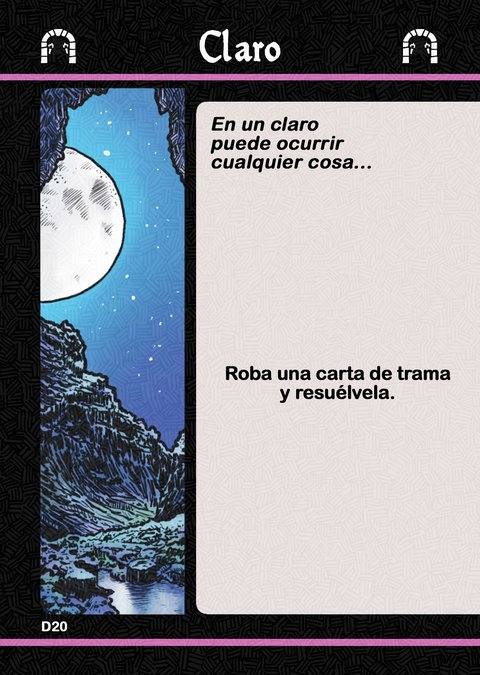 Claro
En un claro
puede ocurrir
cualquier cosa...
Roba una carta de trama
y resuélvela.
D20